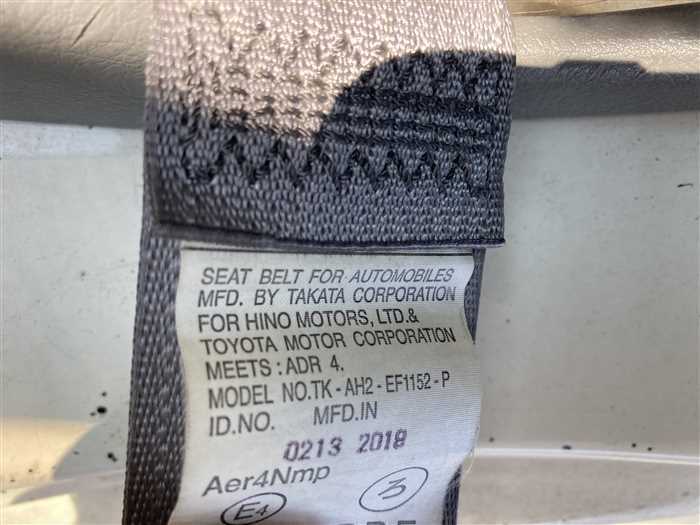 SEAT BELT FOR AUTOMOBILES
MFD. BY TAKATA CORPORATION
FOR HINO MOTORS, LTD.&
TOYOTA MOTOR CORPORATION
MEETS : ADR 4.
MODEL NO.TK-AH2-EF1152-P
ID.NO. MFD.IN
0213 2018
Aer4Nmp
E4 3